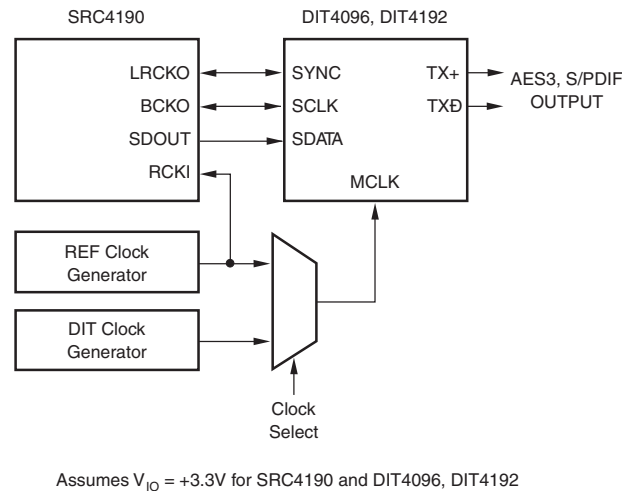 SRC4190
DIT4096, DIT4192
LRCKO
SYNC
TX+
BCKO
SCLK
TXĐ
AES3, S/PDIF
OUTPUT
SDOUT
SDATA
RCKI
MCLK
REF Clock
Generator
DIT Clock
Generator
Clock
Select
Assumes VIO = +3.3V for SRC4190 and DIT4096, DIT4192